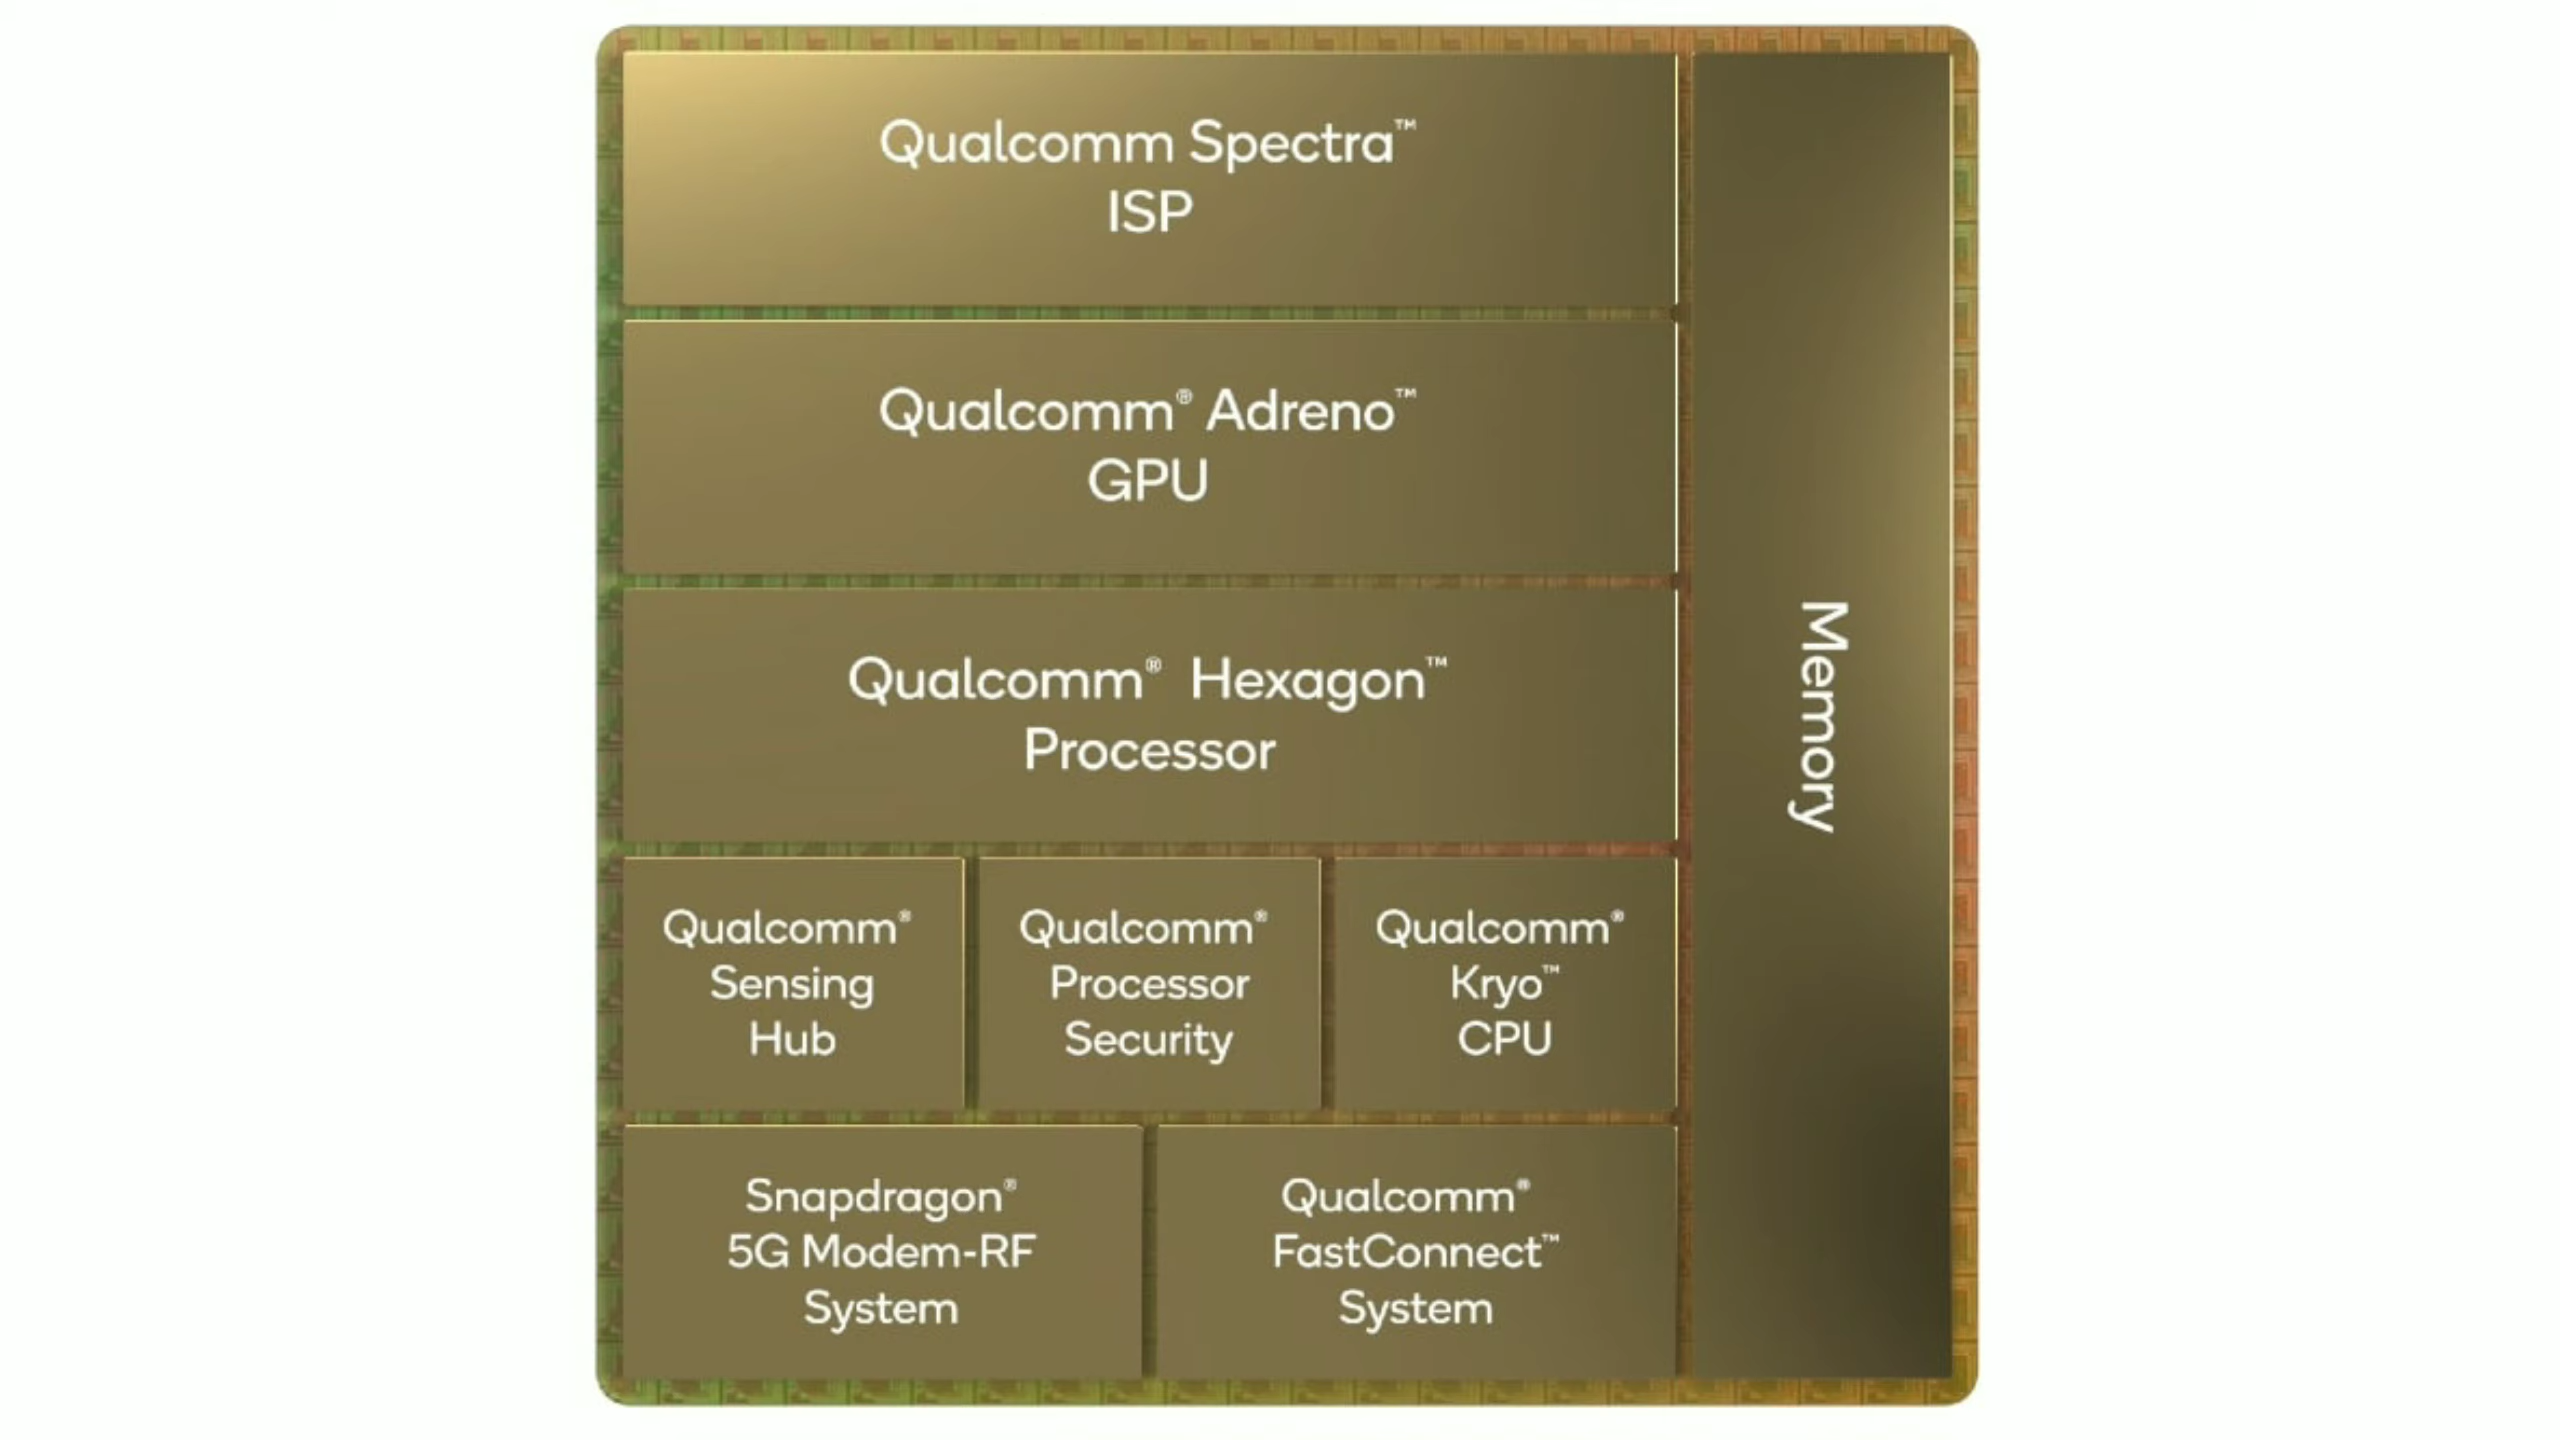 Qualcomm Spectra™
ISP
Qualcomm® Adreno™
GPU
Qualcomm® Hexagon™
Processor
Qualcomm®
Sensing
Hub
Qualcomm®
Processor
Security
Qualcomm®
Kryo™
CPU
Snapdragon®
5G Modem-RF
System
Qualcomm®
FastConnect™
System
Memory